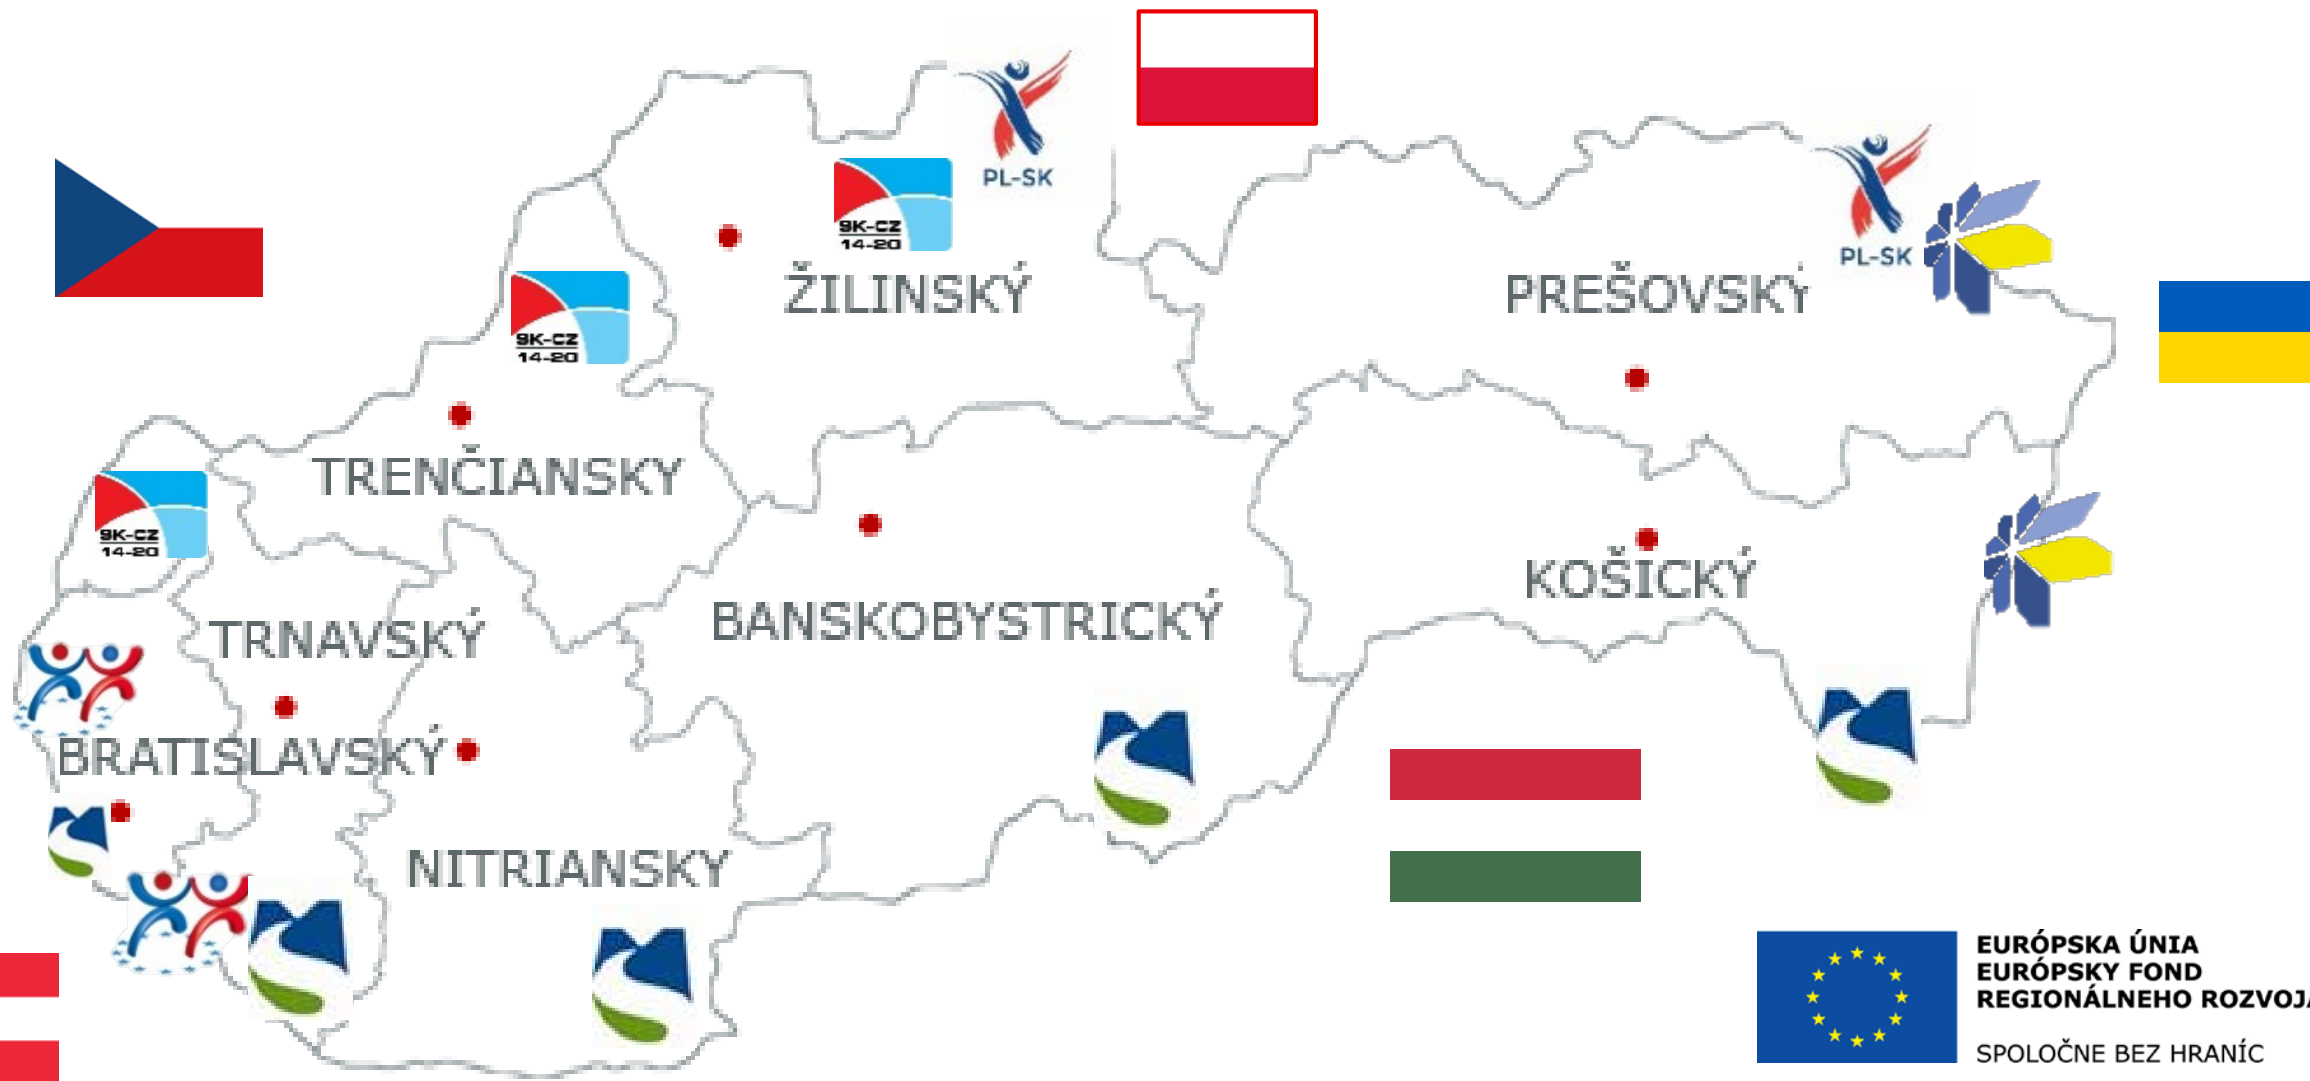 PL-SK
SK-CZ
14-20
PL-SK
ŽILINSKÝ
PREŠOVSKÝ
SK-CZ
14-20
TRENČIANSKY
SK-CZ
14-20
KOŠICKÝ
BANSKOBYSTRICKÝ
TRNAVSKÝ
BRATISLAVSKÝ
NITRIANSKY
EURÓPSKA ÚNIA
EURÓPSKY FOND
REGIONÁLNEHO ROZVOJA
SPOLOČNE BEZ HRANÍC